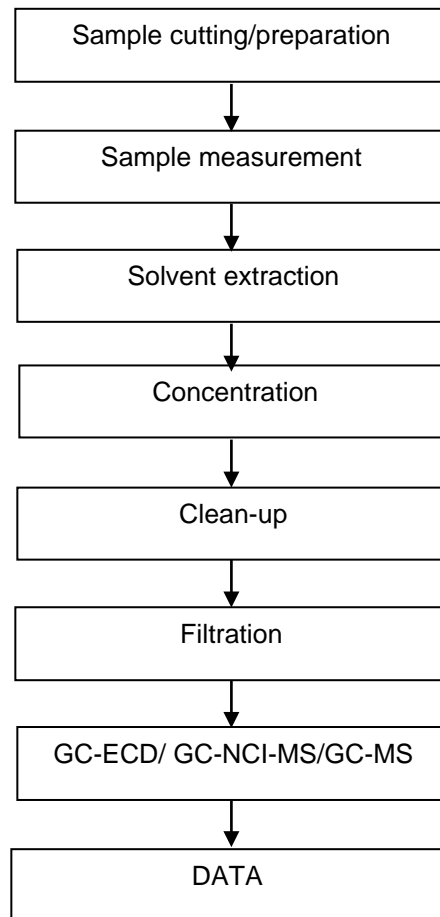 Sample cutting/preparation
Sample measurement
Solvent extraction
Concentration
Clean-up
Filtration
GC-ECD/ GC-NCI-MS/GC-MS
DATA